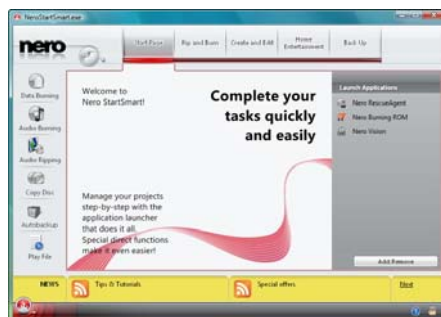 NeroStartSmart.exe
nero
Start Page
Rip and Burn
Create and Edit
Home
Entertainment
Back Up
Data Burning
Audio Burning
Audio Ripping
Copy Disc
Autobackup
Play File
Welcome to
Nero StartSmart!
Complete your
tasks quickly
and easily
Manage your projects
step-by-step with the
application launcher
that does it all.
Special direct functions
make it even easier!
Launch Applications
Nero RescueAgent
Nero Burning ROM
Nero Vision
Add/Remove
NEWS
Tips & Tutorials
Special offers
Next